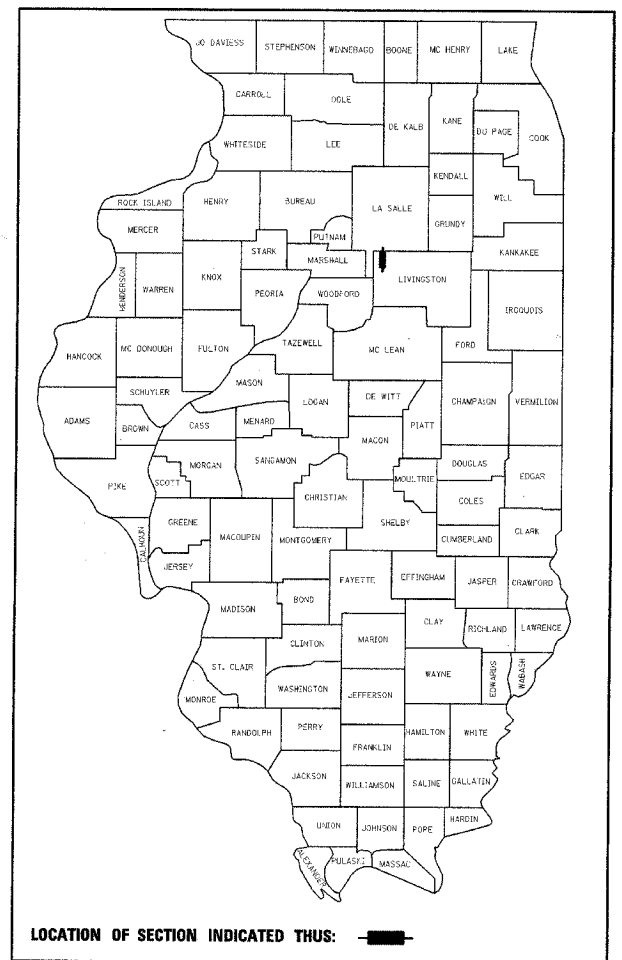 JO DAVIESS STEPHENSON WINNEBAGO BOONE MC HENRY LAKE
CARROLL OGLE DE KALB KANE DU PAGE COOK
WHITESIDE LEE
KENDALL WILL
ROCK ISLAND HENRY BUREAU LA SALLE GRUNDY
MERCER PUTNAM KANKAKEE
HENDERSON WARREN KNOX STARK MARSHALL LIVINGSTON
PEORIA WOODFORD IROQUOIS
HANCOCK MC DONOUGH FULTON TAZEWELL MC LEAN FORD
SCHUYLER MASON LOGAN DE WITT CHAMPAIGN VERMILION
ADAMS BROWN CASS MENARD MACON PIATT
PIKE SCOTT MORGAN SANGAMON MOULTRIE DOUGLAS EDGAR
CHRISTIAN COLES
GREENE MACOUPIN MONTGOMERY SHELBY CUMBERLAND CLARK
CALHOUN JERSEY
FAYETTE EFFINGHAM JASPER CRAWFORD
MADISON BOND
CLAY RICHLAND LAWRENCE
CLINTON MARION
ST. CLAIR WAYNE EDWARDS WABASH
MONROE WASHINGTON JEFFERSON
RANDOLPH PERRY HAMILTON WHITE
FRANKLIN
JACKSON WILLIAMSON SALINE GALLATIN
UNION JOHNSON POPE HARDIN
ALEXANDER PULASKI MASSAC
LOCATION OF SECTION INDICATED THUS: